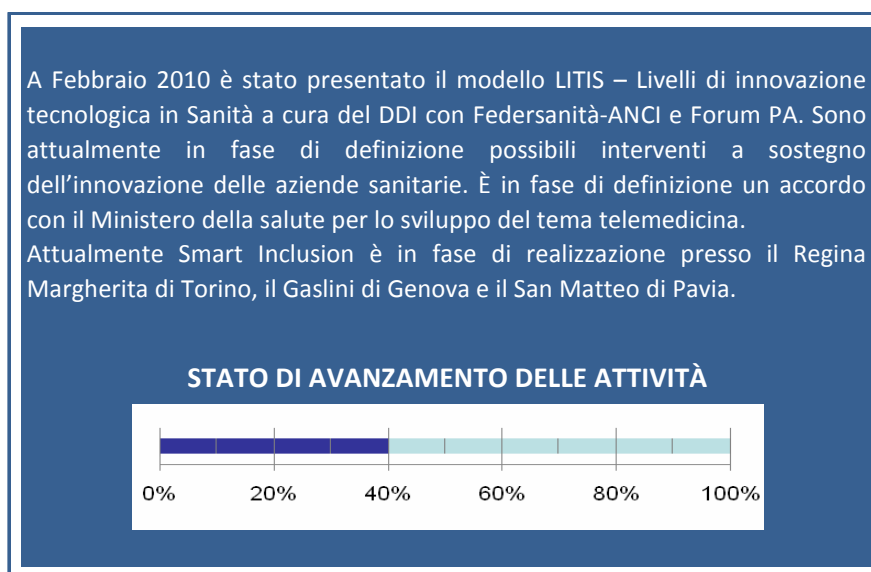 A Febbraio 2010 è stato presentato il modello LITIS – Livelli di innovazione
tecnologica in Sanità a cura del DDI con Federsanità-ANCI e Forum PA. Sono
attualmente in fase di definizione possibili interventi a sostegno
dell’innovazione delle aziende sanitarie. È in fase di definizione un accordo
con il Ministero della salute per lo sviluppo del tema telemedicina.
Attualmente Smart Inclusion è in fase di realizzazione presso il Regina
Margherita di Torino, il Gaslini di Genova e il San Matteo di Pavia.
STATO DI AVANZAMENTO DELLE ATTIVITÀ
0% 20% 40% 60% 80% 100%